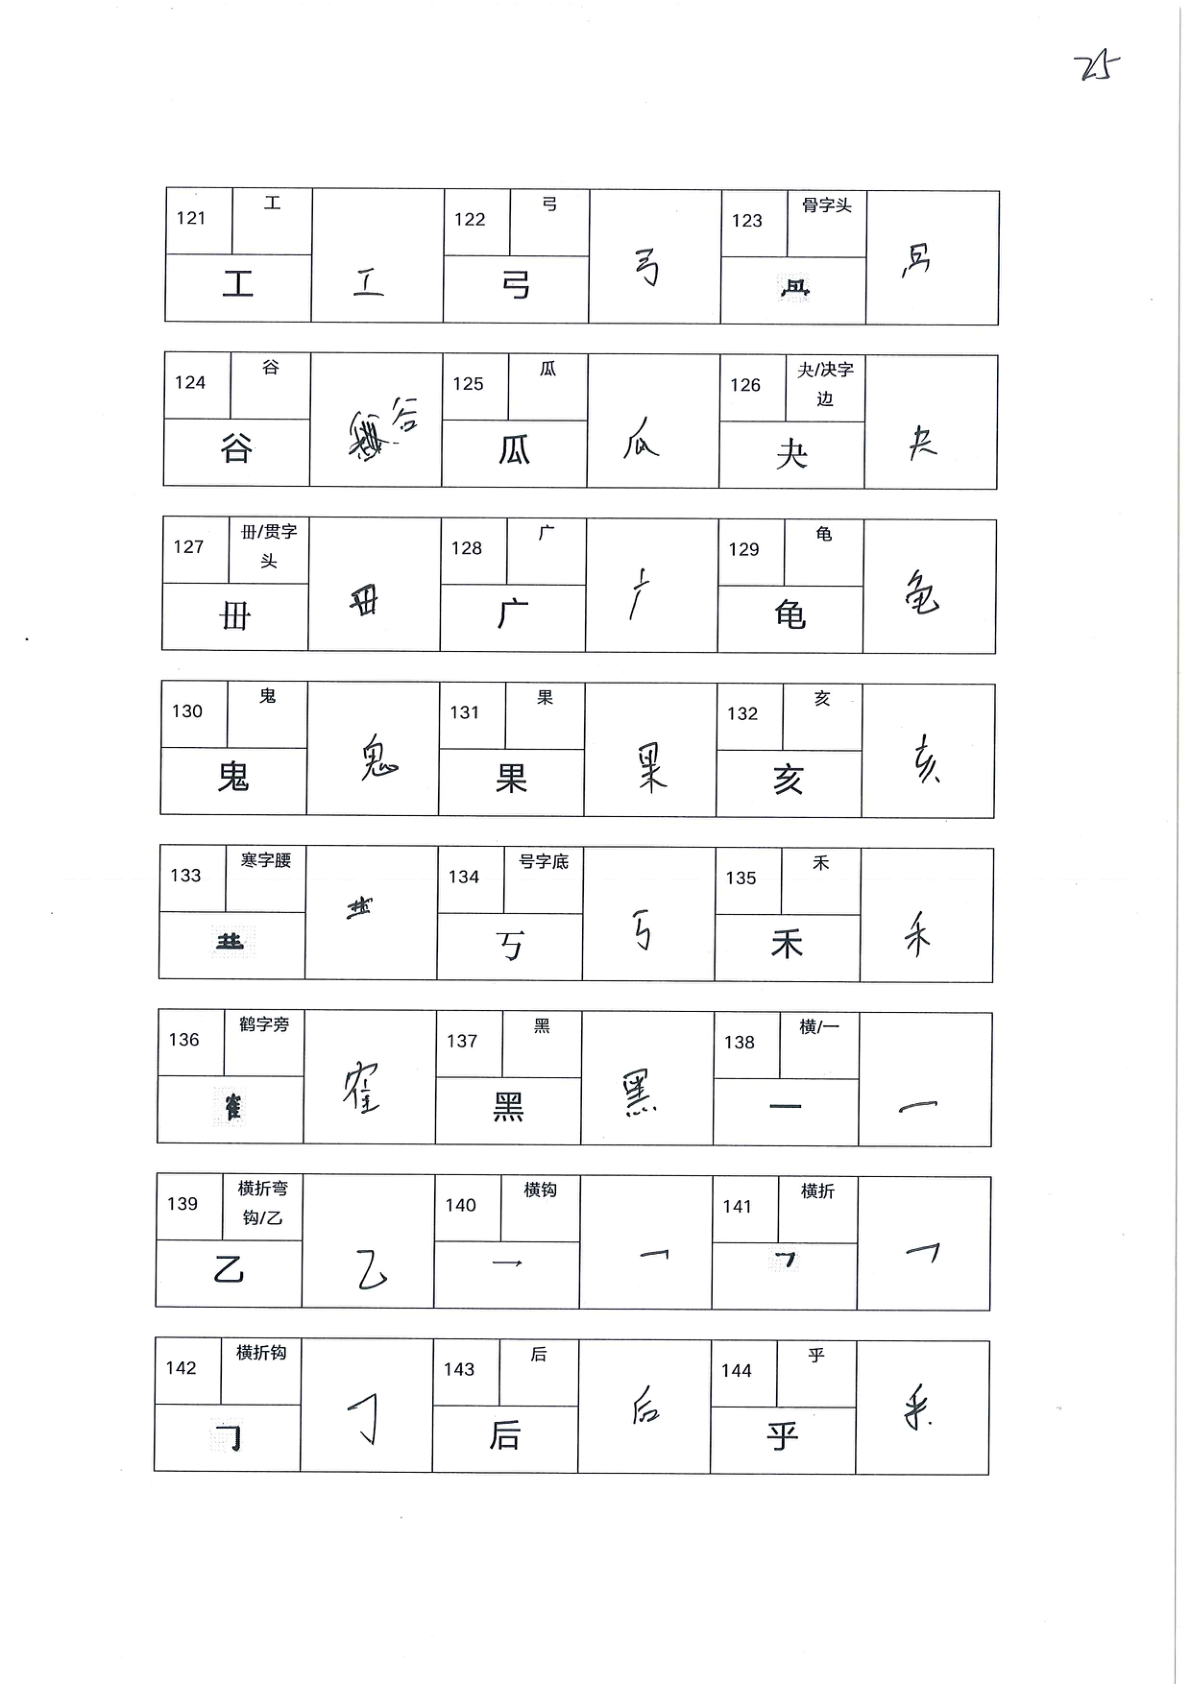 25
121 工 122 弓 123 骨字头
工 工 弓 弓
124 谷 125 瓜 126 夬/决字边
谷 谷 瓜 瓜 夬 夬
127 毌/贯字头 128 广 129 龟
毌 毌 广 广 龟 龟
130 鬼 131 果 132 亥
鬼 鬼 果 果 亥 亥
133 寒字腰 134 号字底 135 禾
丂 丂 禾 禾
136 鹤字旁 137 黑 138 横/一
隺 隺 黑 黑 一 一
139 横折弯钩/乙 140 横钩 141 横折
乙 乙 乛 乛 𠃍 𠃍
142 横折钩 143 后 144 乎
𠃌 𠃌 后 后 乎 乎